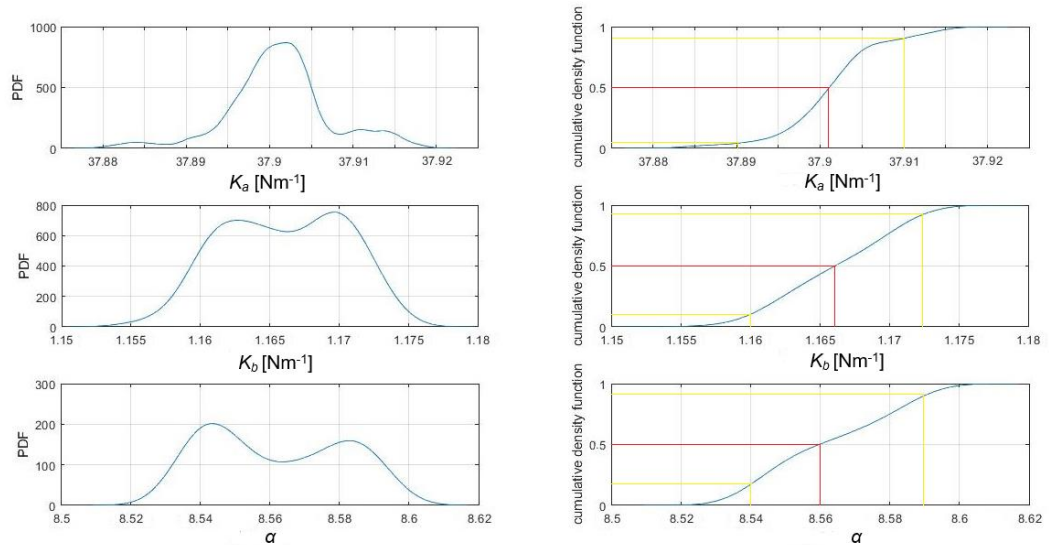 1000
500
0
PDF
37.88 37.89 37.9 37.91 37.92
Ka [Nm-1]
1
0.5
0
cumulative density function
37.88 37.89 37.9 37.91 37.92
Ka [Nm-1]
800
600
400
200
0
PDF
1.15 1.155 1.16 1.165 1.17 1.175 1.18
Kb [Nm-1]
1
0.5
0
cumulative density function
1.15 1.155 1.16 1.165 1.17 1.175 1.18
Kb [Nm-1]
300
200
100
0
PDF
8.5 8.52 8.54 8.56 8.58 8.6 8.62
α
1
0.5
0
cumulative density function
8.5 8.52 8.54 8.56 8.58 8.6 8.62
α